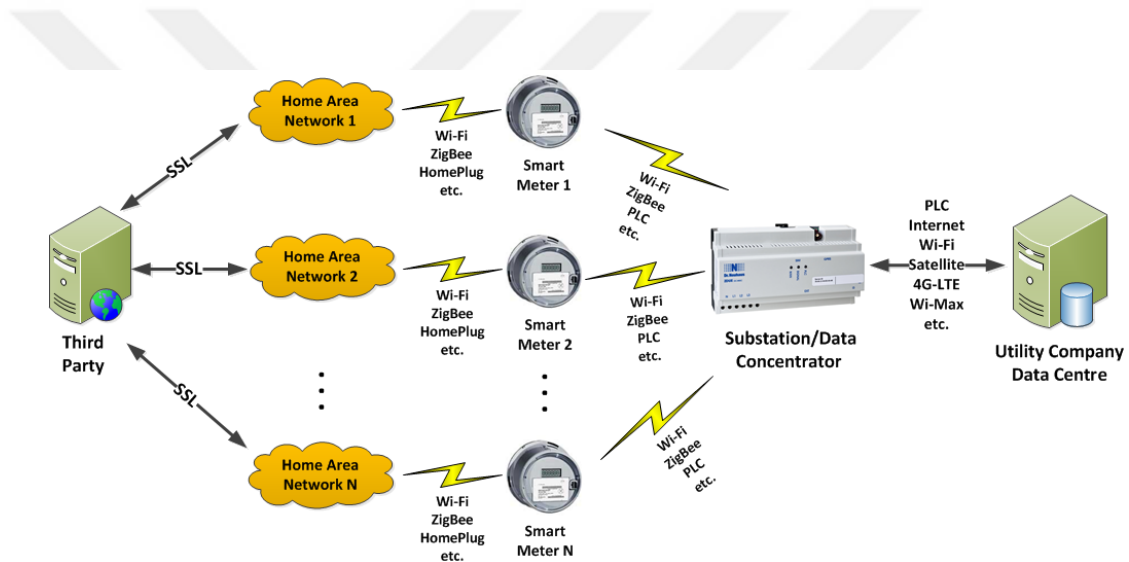 Home Area
Network 1
SSL
Wi-Fi
ZigBee
HomePlug
etc.
Smart
Meter 1
Wi-Fi
ZigBee
PLC
etc.
Third
Party
SSL
Home Area
Network 2
Wi-Fi
ZigBee
HomePlug
etc.
Smart
Meter 2
Wi-Fi
ZigBee
PLC
etc.
Substation/Data
Concentrator
PLC
Internet
Wi-Fi
Satellite
4G-LTE
Wi-Max
etc.
Utility Company
Data Centre
SSL
Home Area
Network N
Wi-Fi
ZigBee
HomePlug
etc.
Smart
Meter N
Wi-Fi
ZigBee
PLC
etc.